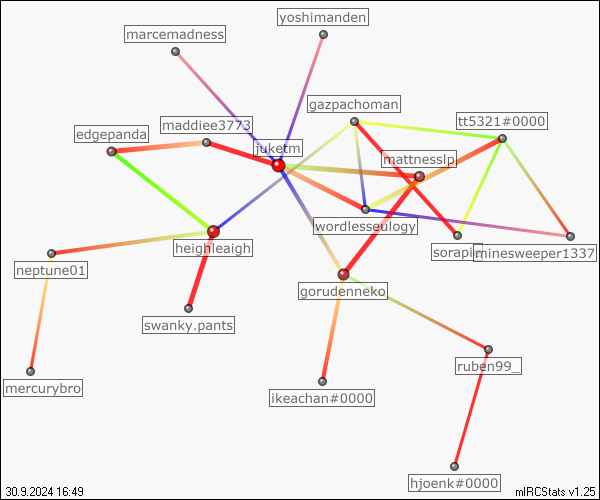 yoshimanden
marcemadness
gazpachoman
tt5321#0000
maddiee3773
edgepanda
juketm
mattnesslp
wordlesseulogy
heighleaigh
minesweeper1337
neptune01
gorudenneko
swanky.pants
ruben99_
mercurybro
ikeachan#0000
hjoenk#0000
30.9.2024 16:49
mIRCStats v1.25